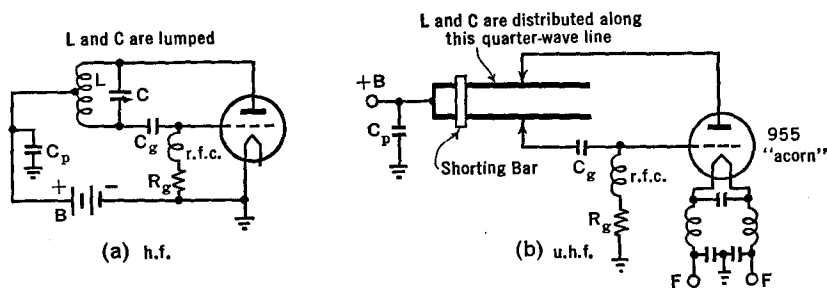 L and C are lumped
L
C
Cg
r.f.c.
Cp
Rg
+
-
B
(a) h.f.
L and C are distributed along
this quarter-wave line
+B
Cp
Shorting Bar
Cg
r.f.c.
Rg
955
"acorn"
F
F
(b) u.h.f.